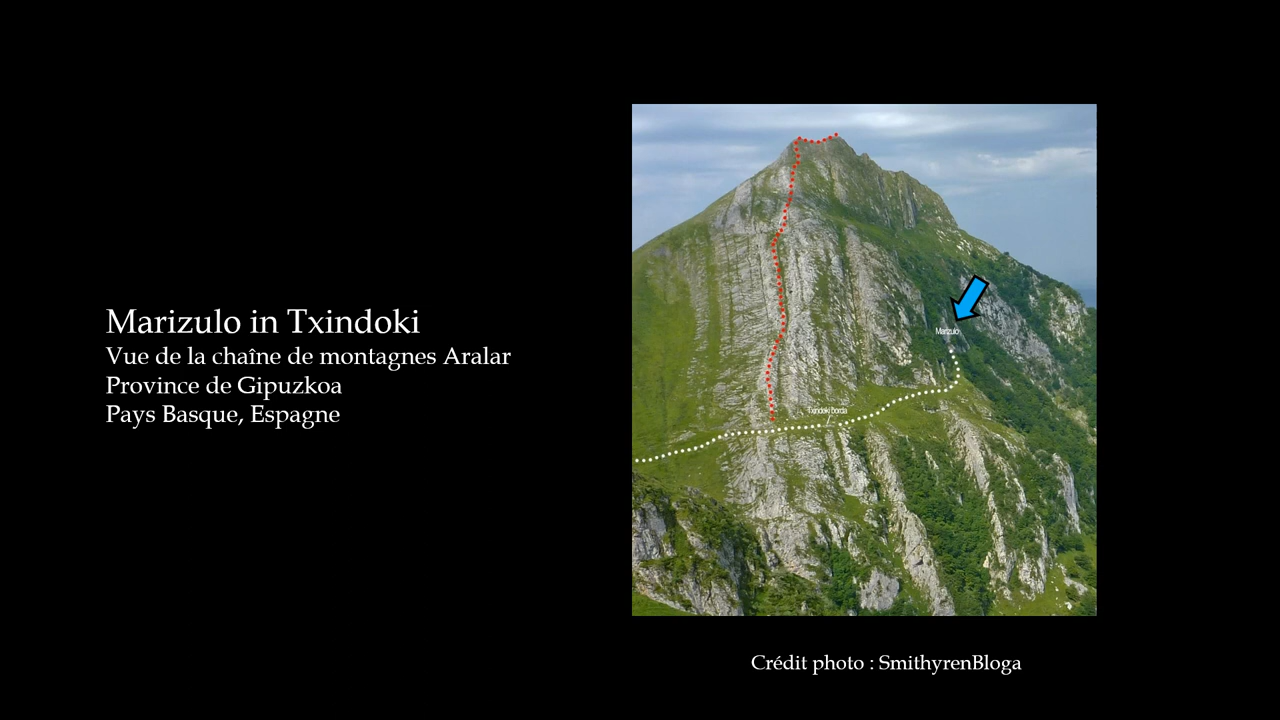 Marizulo in Txindoki
Vue de la chaîne de montagnes Aralar
Province de Gipuzkoa
Pays Basque, Espagne
Marizulo
Txindoki borda
Crédit photo : SmithyrenBloga